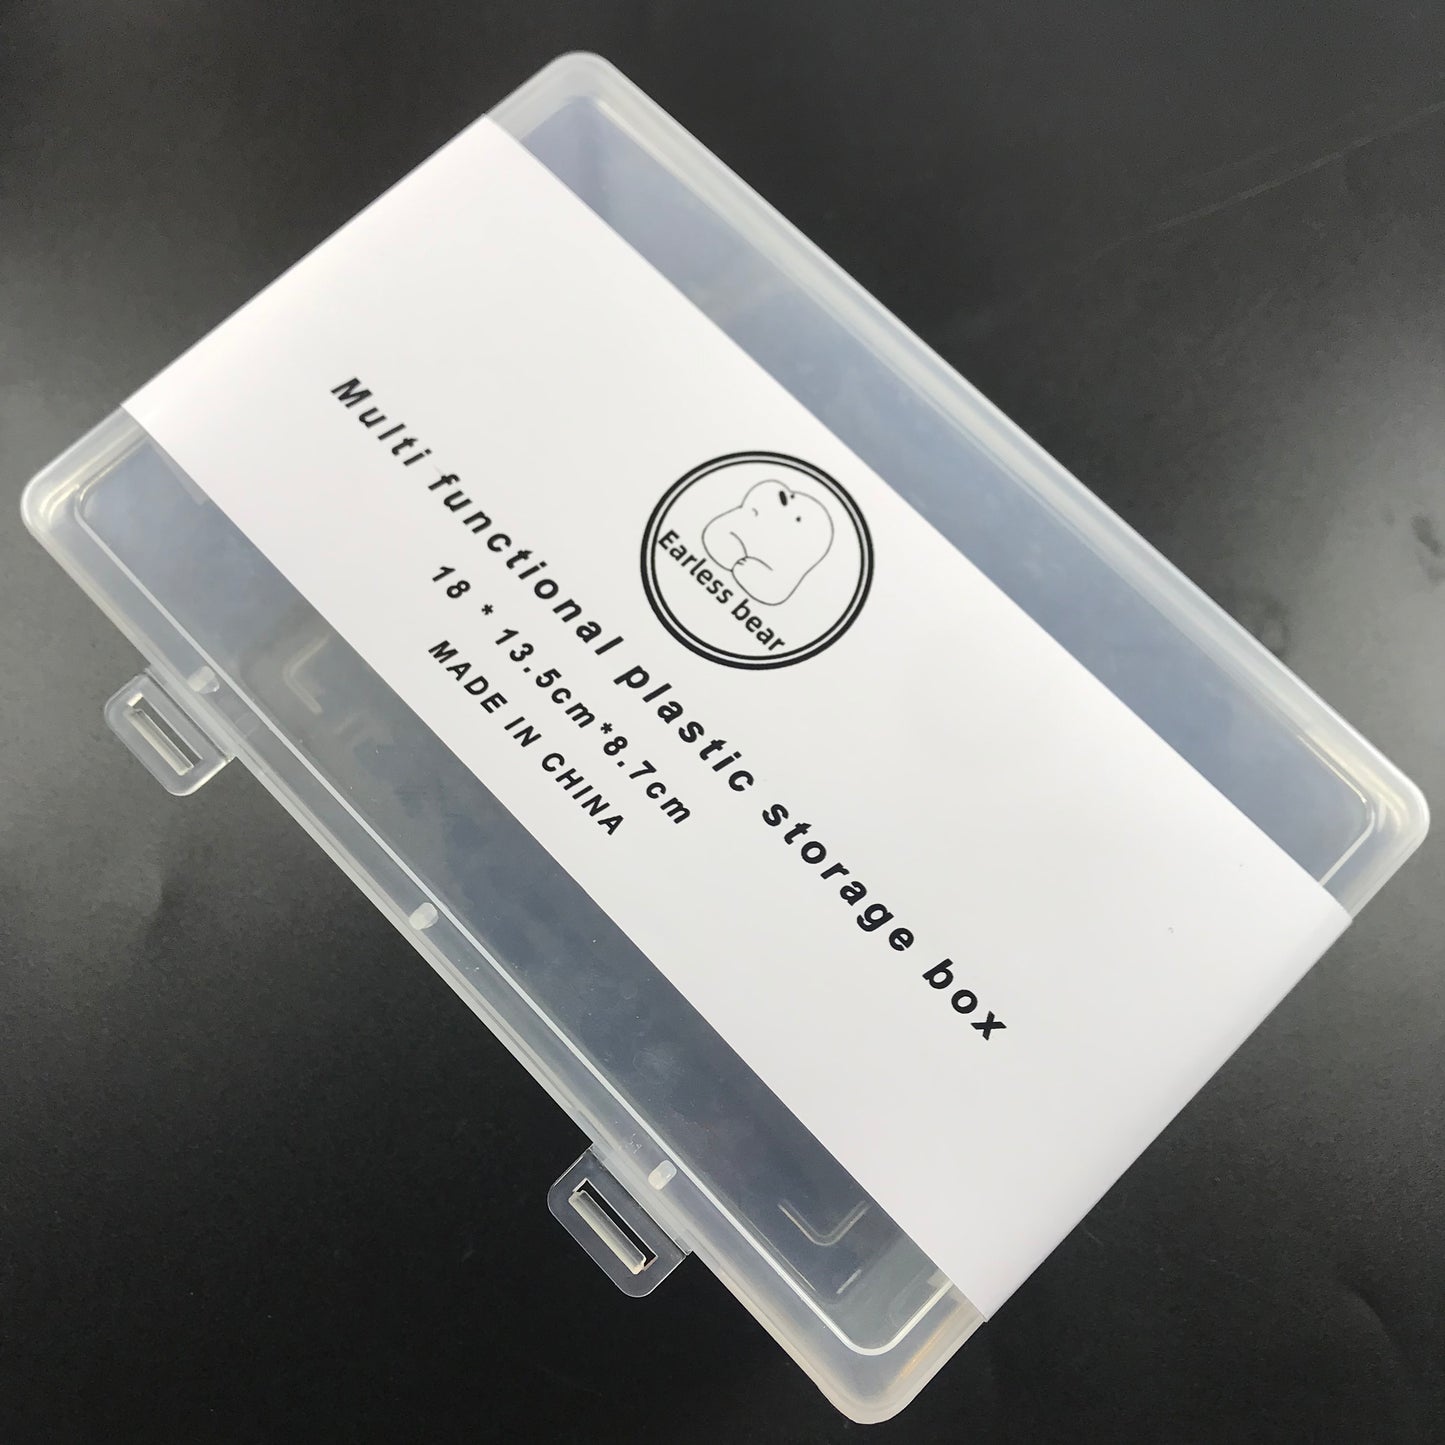 Earless bear
Multi functional plastic storage box
18 * 13.5cm*8.7cm
MADE IN CHINA